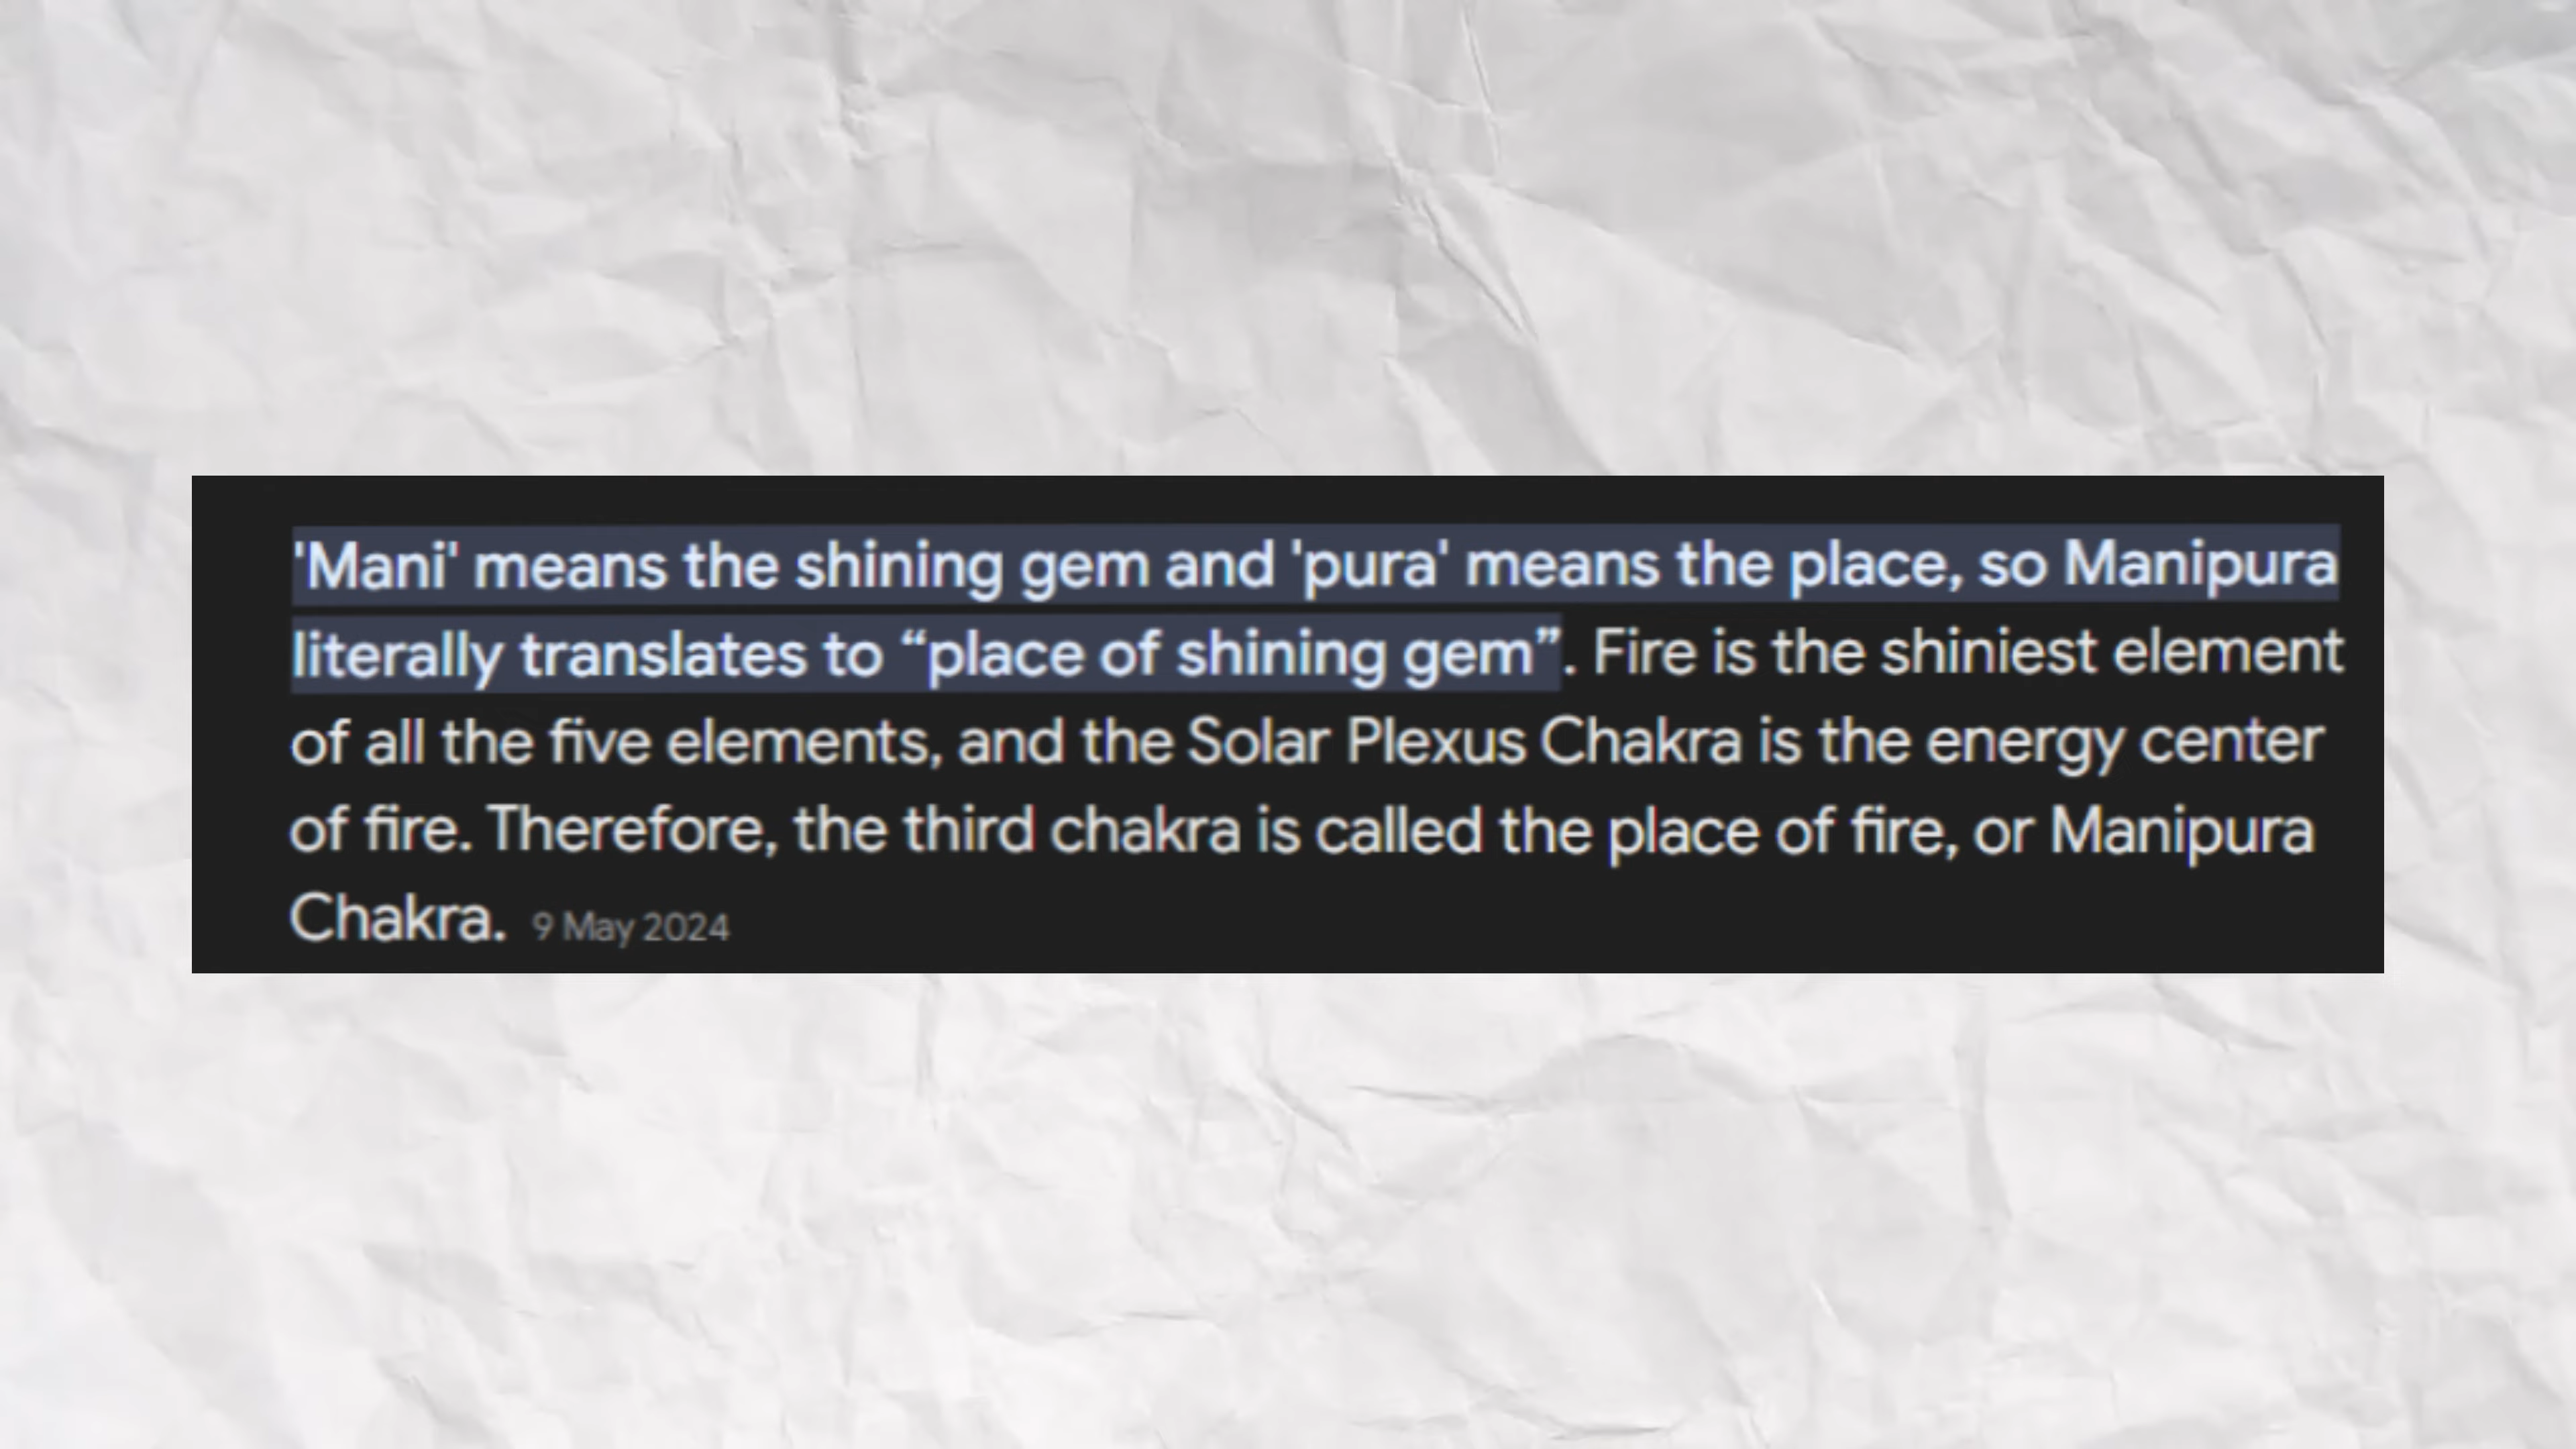 'Mani' means the shining gem and 'pura' means the place, so Manipura
literally translates to “place of shining gem”. Fire is the shiniest element
of all the five elements, and the Solar Plexus Chakra is the energy center
of fire. Therefore, the third chakra is called the place of fire, or Manipura
Chakra. 9 May 2024